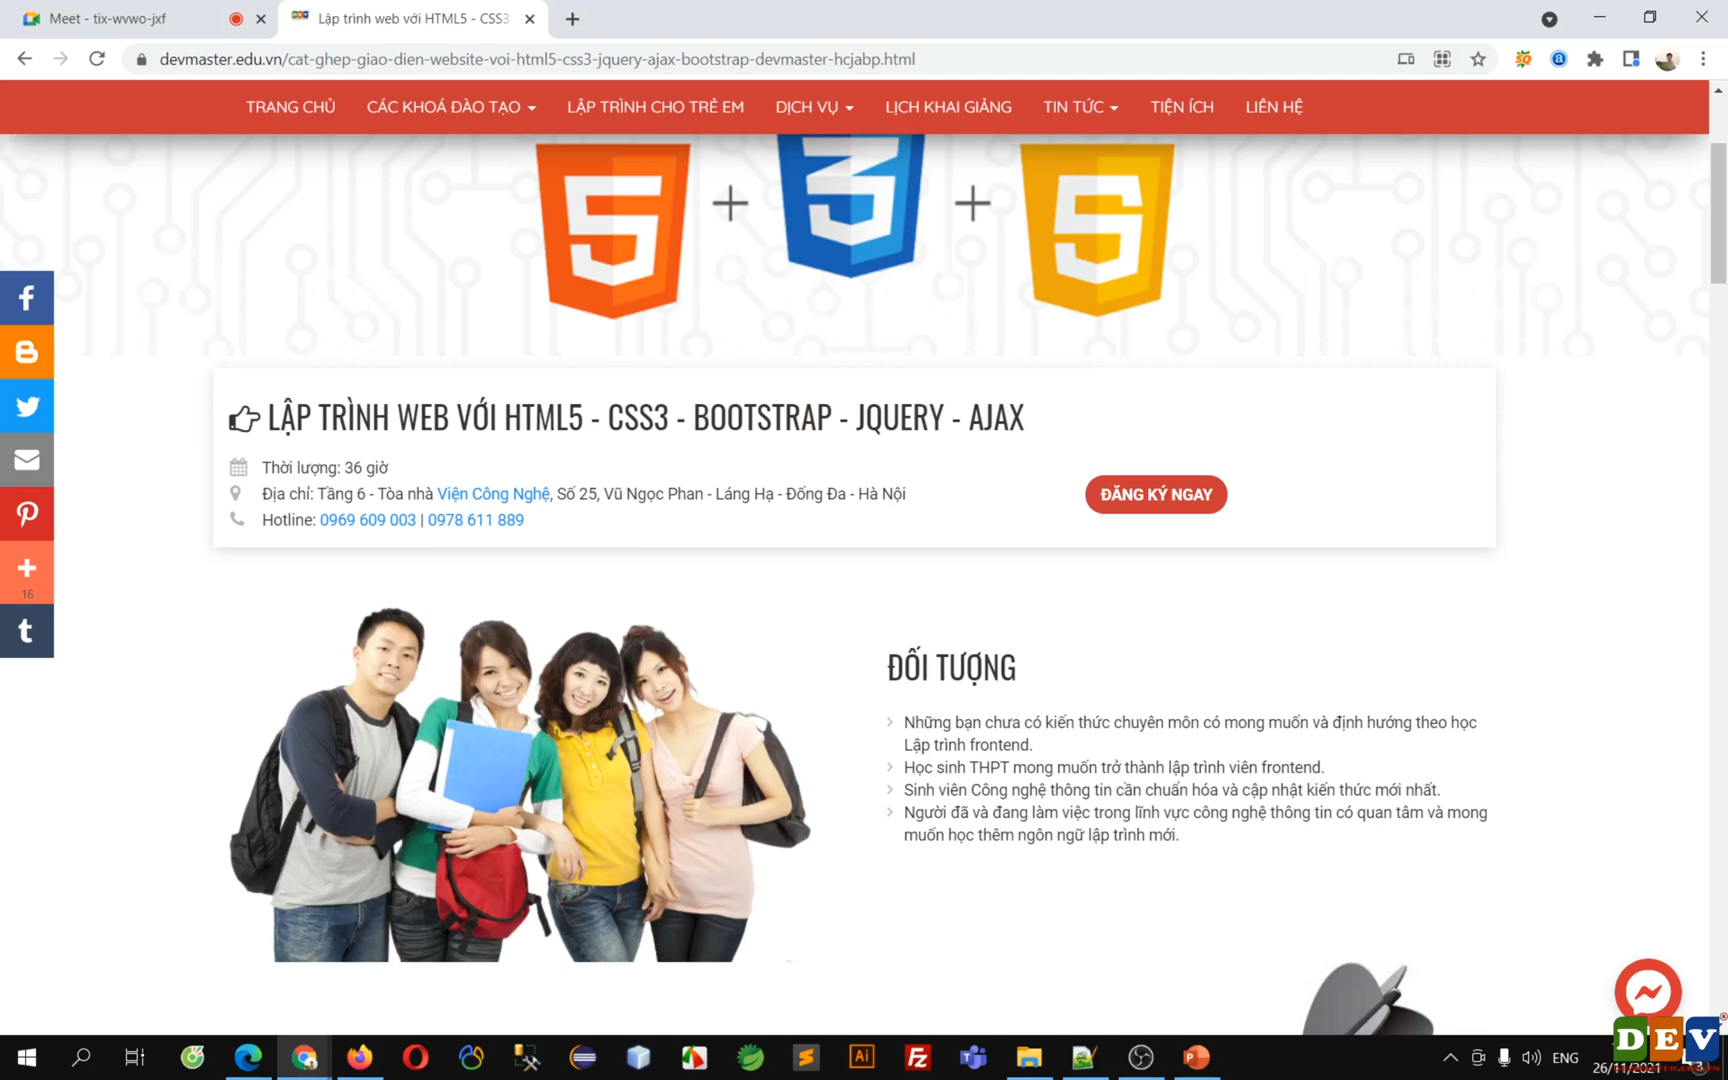 Meet - tix-wvwo-jxf
Lập trình web với HTML5 - CSS3
devmaster.edu.vn/cat-ghep-giao-dien-website-voi-html5-css3-jquery-ajax-bootstrap-devmaster-hcjabp.html
TRANG CHỦ CÁC KHOÁ ĐÀO TẠO LẬP TRÌNH CHO TRẺ EM DỊCH VỤ LỊCH KHAI GIẢNG TIN TỨC TIỆN ÍCH LIÊN HỆ
5 + 3 + 5
LẬP TRÌNH WEB VỚI HTML5 - CSS3 - BOOTSTRAP - JQUERY - AJAX
Thời lượng: 36 giờ
Địa chỉ: Tầng 6 - Tòa nhà Viện Công Nghệ, Số 25, Vũ Ngọc Phan - Láng Hạ - Đống Đa - Hà Nội
ĐĂNG KÝ NGAY
Hotline: 0969 609 003 | 0978 611 889
16
ĐỐI TƯỢNG
Những bạn chưa có kiến thức chuyên môn có mong muốn và định hướng theo học
Lập trình frontend.
Học sinh THPT mong muốn trở thành lập trình viên frontend.
Sinh viên Công nghệ thông tin cần chuẩn hóa và cập nhật kiến thức mới nhất.
Người đã và đang làm việc trong lĩnh vực công nghệ thông tin có quan tâm và mong
muốn học thêm ngôn ngữ lập trình mới.
DEV
ENG
26/11/2021